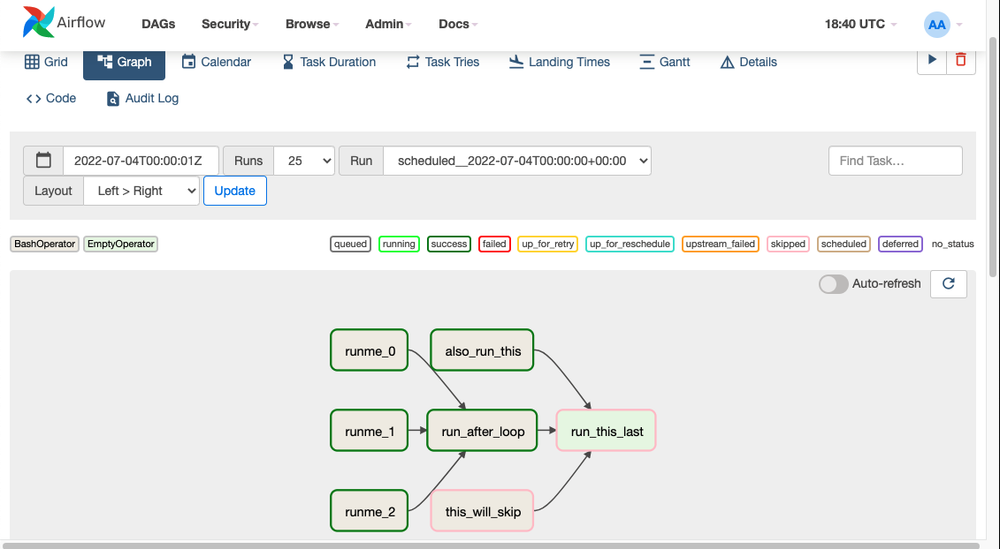 Airflow DAGs Security Browse Admin Docs 18:40 UTC AA
Grid Graph Calendar Task Duration Task Tries Landing Times Gantt Details
<> Code Audit Log
2022-07-04T00:00:01Z Runs 25 Run scheduled__2022-07-04T00:00:00+00:00 Find Task...
Layout Left > Right Update
BashOperator EmptyOperator queued running success failed up_for_retry up_for_reschedule upstream_failed skipped scheduled deferred no_status
Auto-refresh
runme_0 also_run_this
runme_1 run_after_loop run_this_last
runme_2 this_will_skip